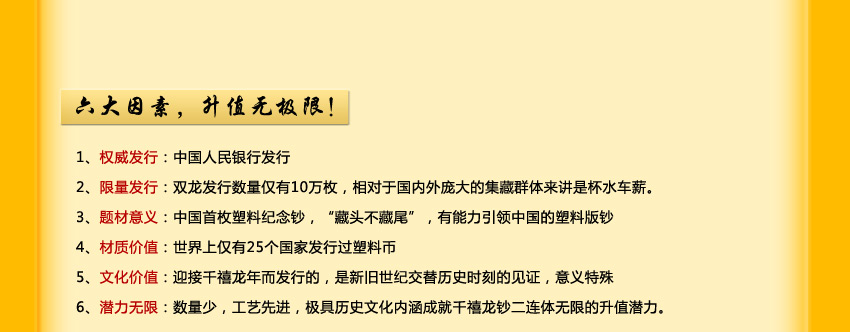 六大因素，升值无极限！
1、权威发行：中国人民银行发行
2、限量发行：双龙发行数量仅有10万枚，相对于国内外庞大的集藏群体来讲是杯水车薪。
3、题材意义：中国首枚塑料纪念钞，“藏头不藏尾”，有能力引领中国的塑料版钞
4、材质价值：世界上仅有25个国家发行过塑料币
5、文化价值：迎接千禧龙年而发行的，是新旧世纪交替历史时刻的见证，意义特殊
6、潜力无限：数量少，工艺先进，极具历史文化内涵成就千禧龙钞二连体无限的升值潜力。